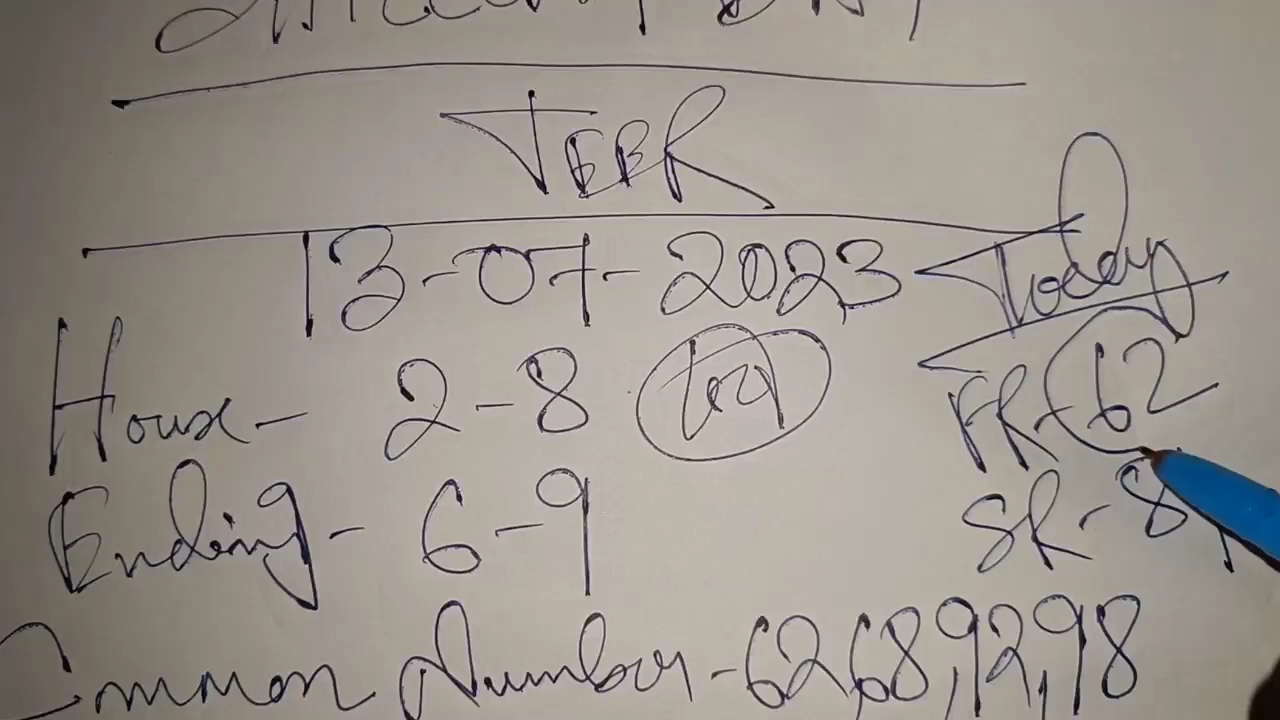 TEER
13-07-2023 Today
House- 2-8 FR-62
Ending- 6-9 SR-8
Common Number-62,68,92,98